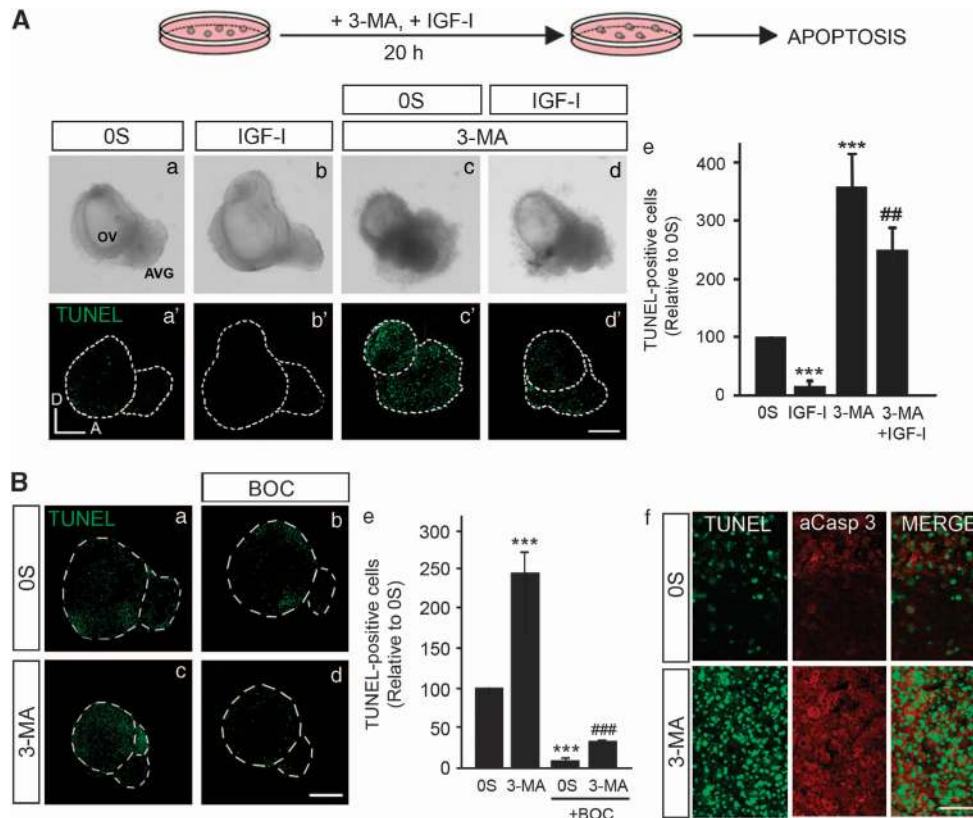 A
+ 3-MA, + IGF-I
20 h
APOPTOSIS
0S
IGF-I
0S
IGF-I
3-MA
a
b
c
d
OV
AVG
TUNEL
a'
b'
c'
d'
D
A
e
TUNEL-positive cells
(Relative to 0S)
400
300
200
100
0
***
***
##
0S
IGF-I
3-MA
3-MA
+IGF-I
B
BOC
0S
3-MA
TUNEL
a
b
c
d
e
TUNEL-positive cells
(Relative to 0S)
300
250
200
150
100
50
0
***
***
###
0S
3-MA
0S
3-MA
+BOC
f
TUNEL
aCasp 3
MERGE
0S
3-MA